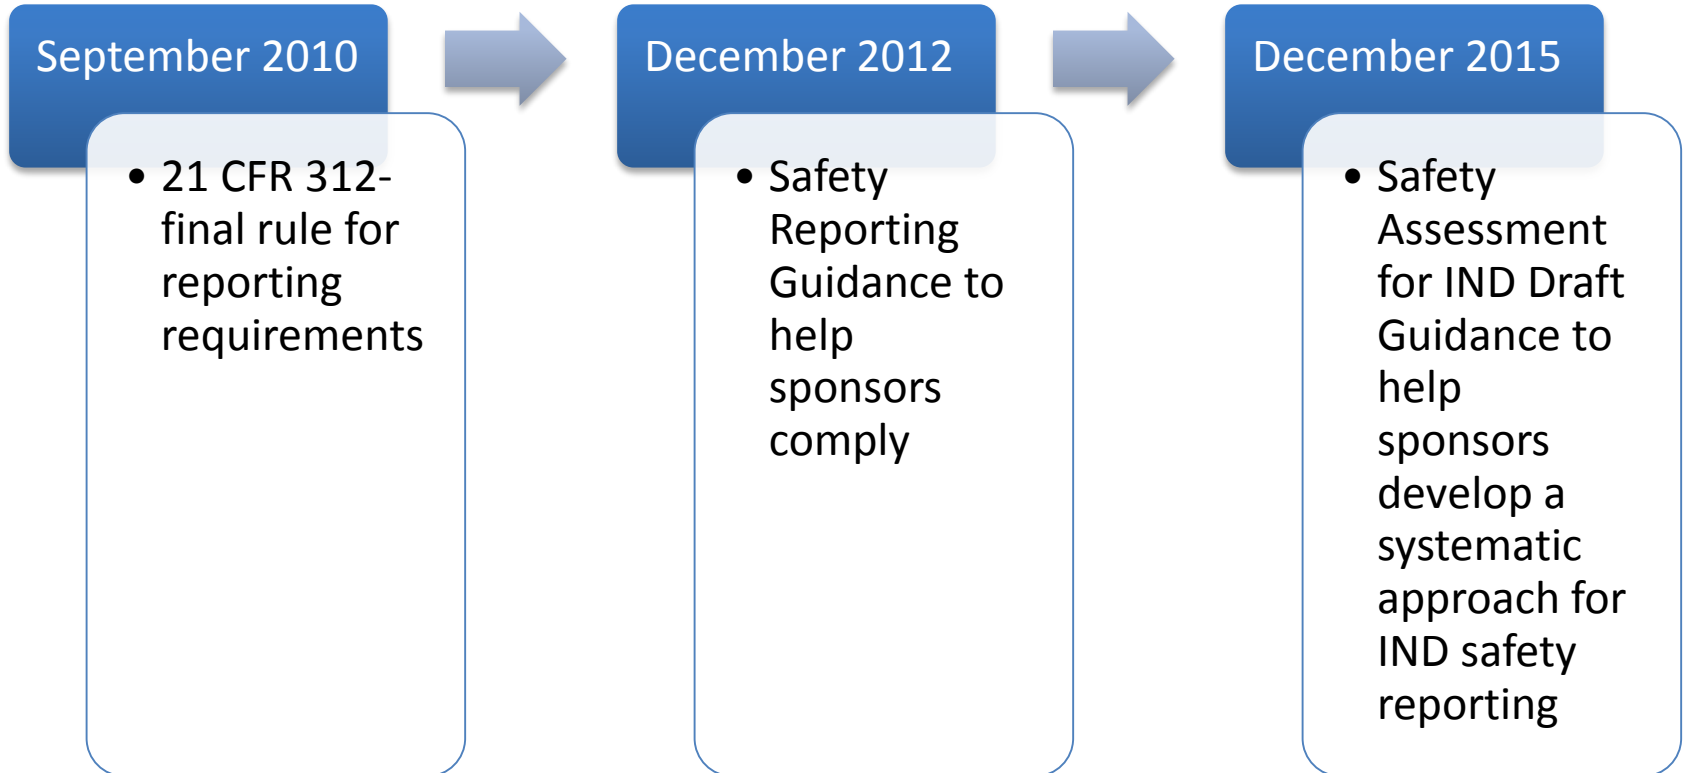 September 2010
• 21 CFR 312-
final rule for
reporting
requirements
December 2012
• Safety
Reporting
Guidance to
help
sponsors
comply
December 2015
• Safety
Assessment
for IND Draft
Guidance to
help
sponsors
develop a
systematic
approach for
IND safety
reporting